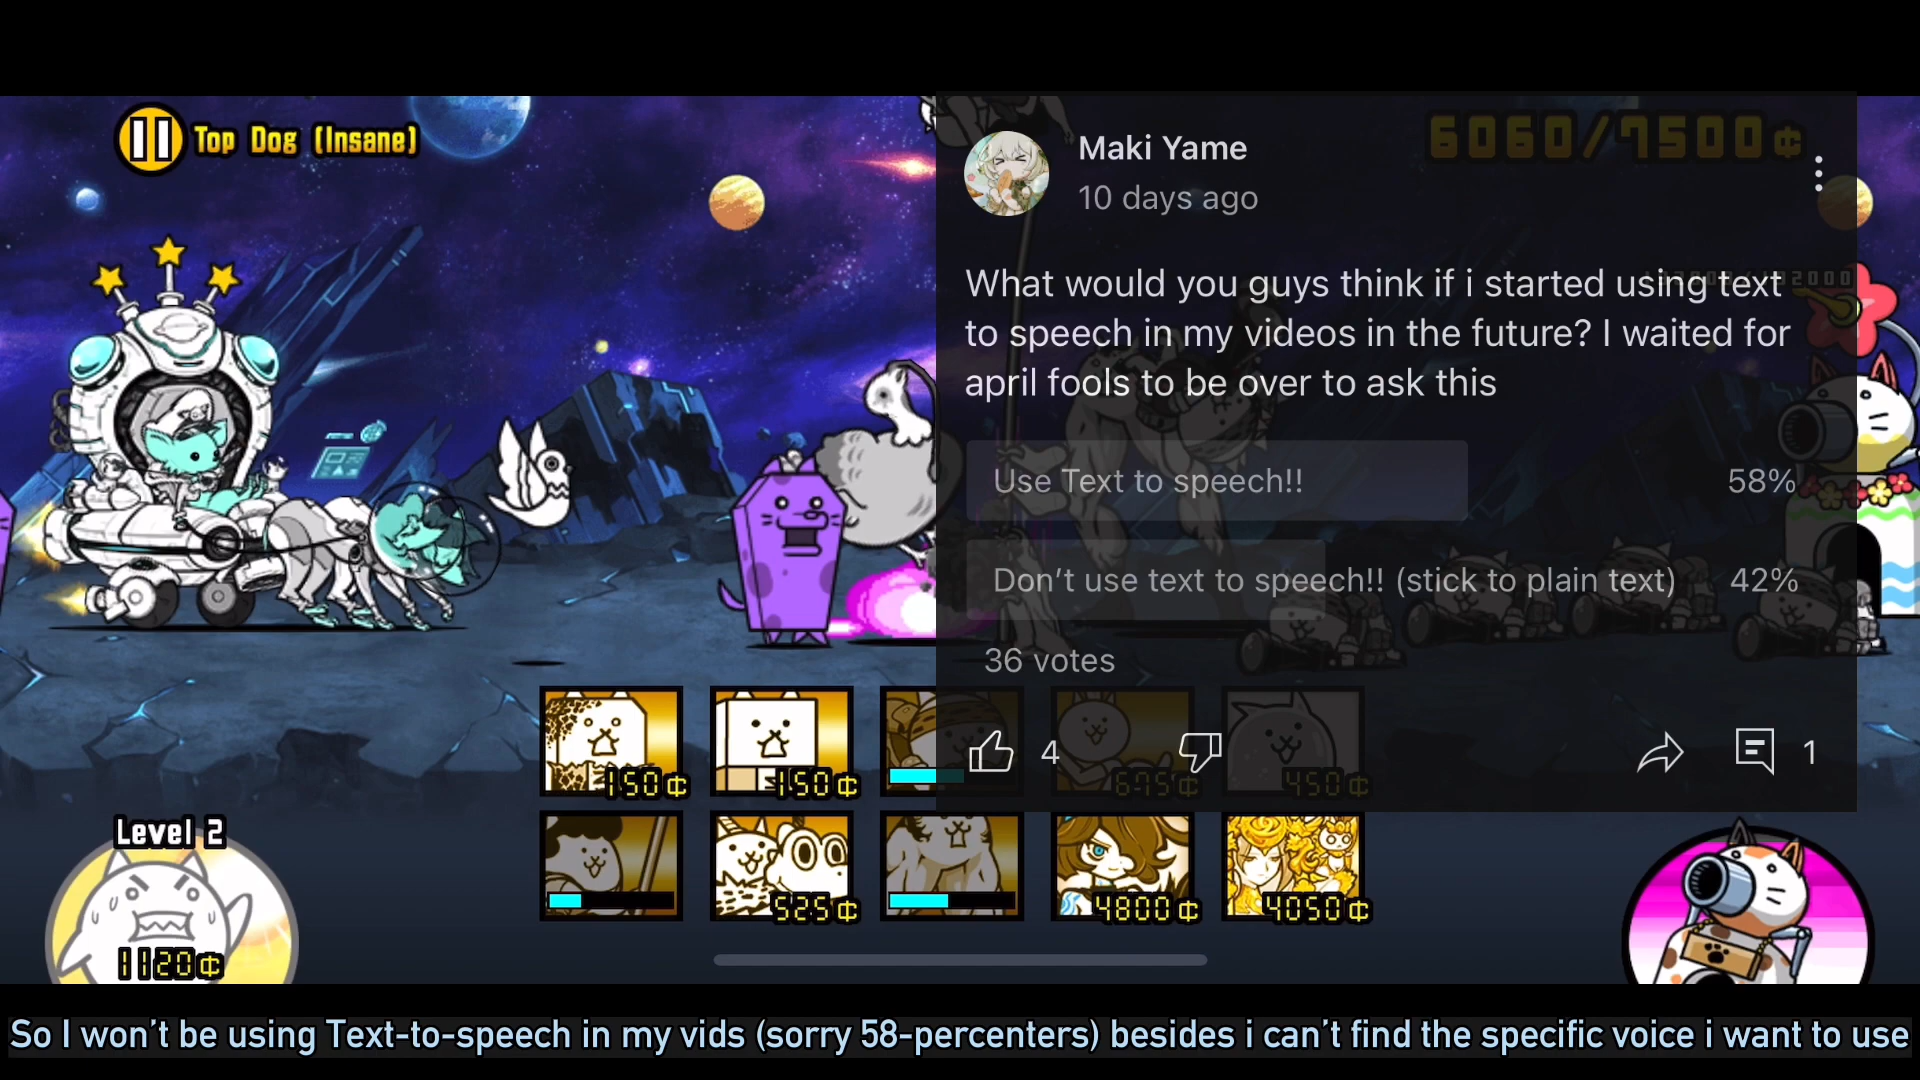 Top Dog (Insane)
6060/7500¢
Maki Yame
10 days ago
What would you guys think if i started using text
to speech in my videos in the future? I waited for
april fools to be over to ask this
Use Text to speech!!
58%
Don't use text to speech!! (stick to plain text)
42%
36 votes
4
1
150¢
150¢
675¢
450¢
525¢
4800¢
4050¢
Level 2
1120¢
So I won't be using Text-to-speech in my vids (sorry 58-percenters) besides i can't find the specific voice i want to use